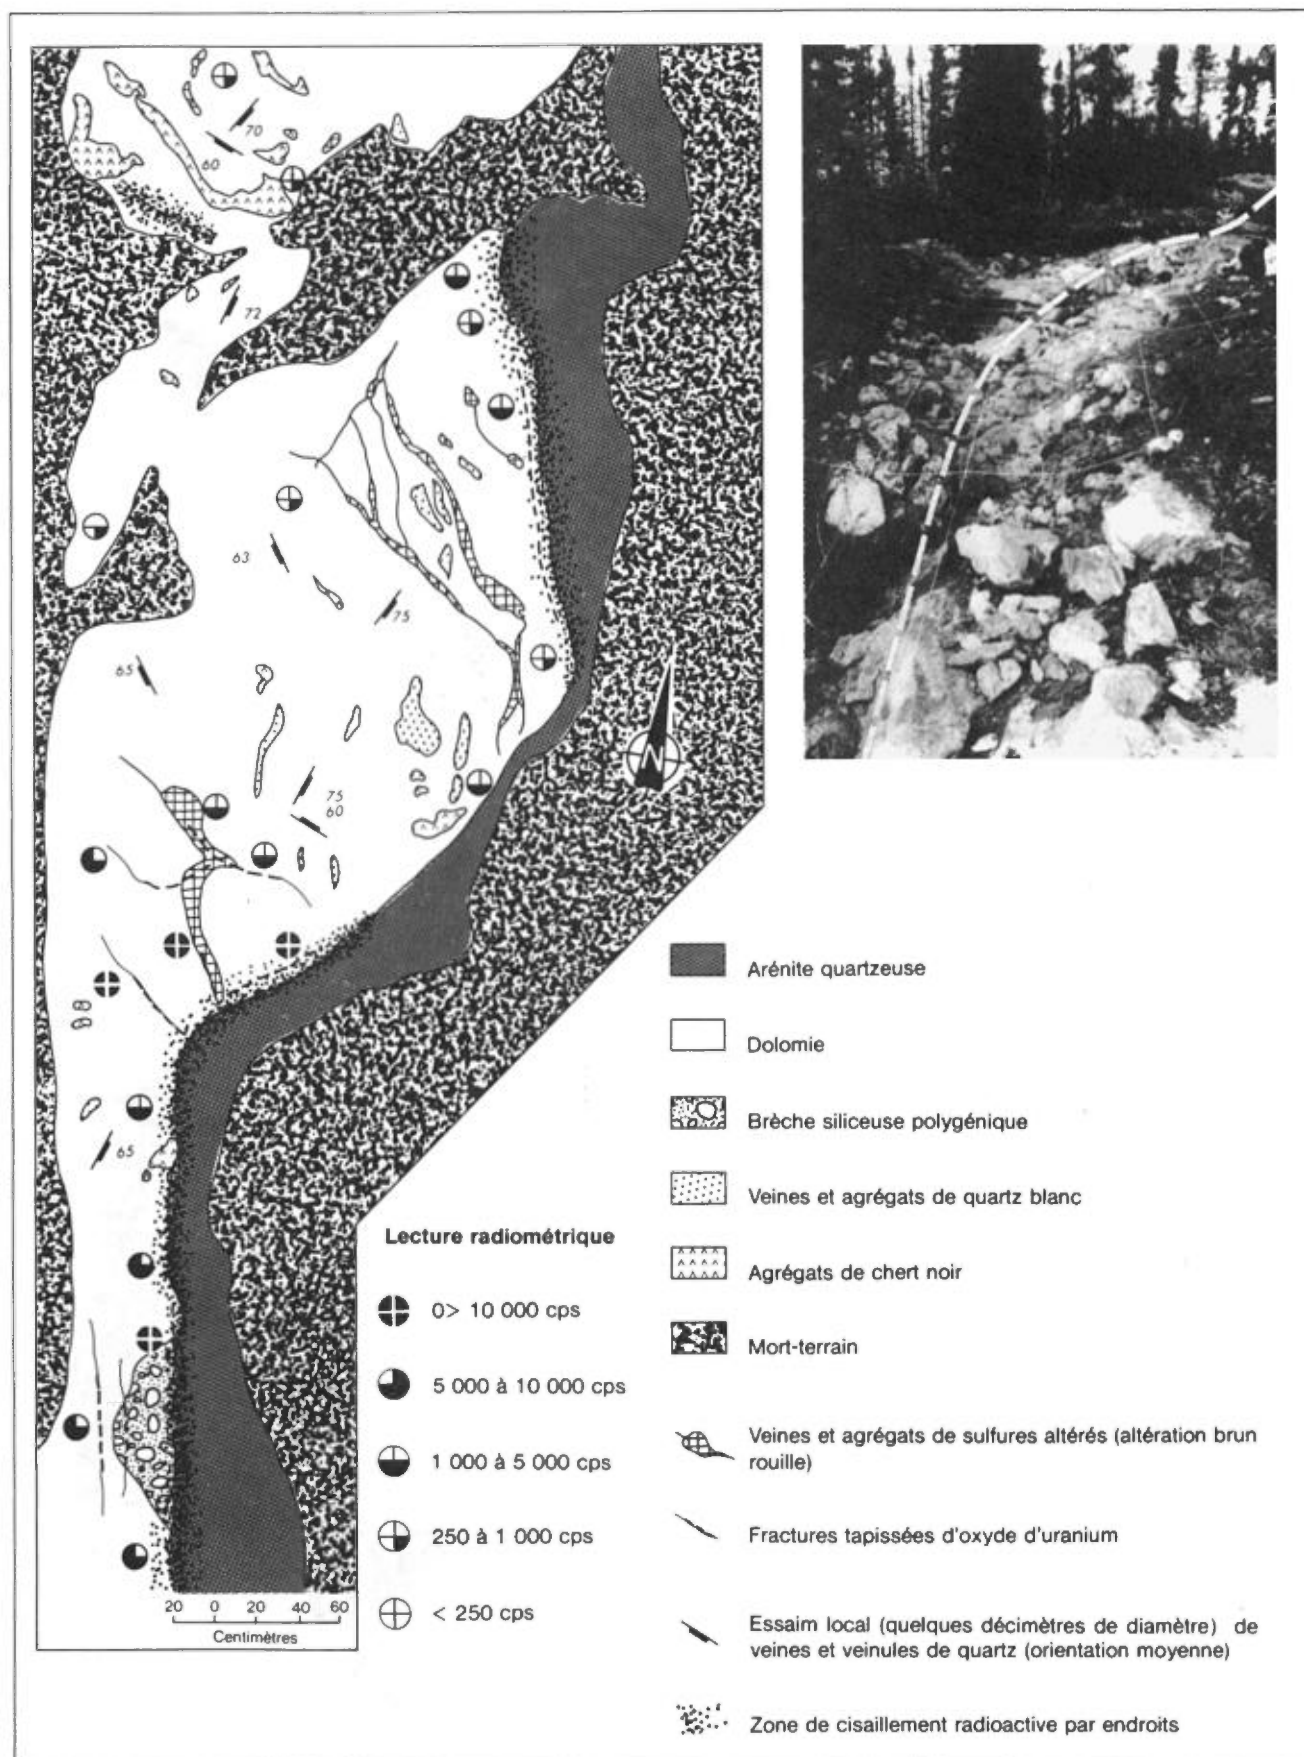 70
60
72
63
75
65
N
75
60
65
20 0 20 40 60
Centimètres
Lecture radiométrique
0> 10 000 cps
5 000 à 10 000 cps
1 000 à 5 000 cps
250 à 1 000 cps
< 250 cps
Arénite quartzeuse
Dolomie
Brèche siliceuse polygénique
Veines et agrégats de quartz blanc
Agrégats de chert noir
Mort-terrain
Veines et agrégats de sulfures altérés (altération brun
rouille)
Fractures tapissées d'oxyde d'uranium
Essaim local (quelques décimètres de diamètre) de
veines et veinules de quartz (orientation moyenne)
Zone de cisaillement radioactive par endroits